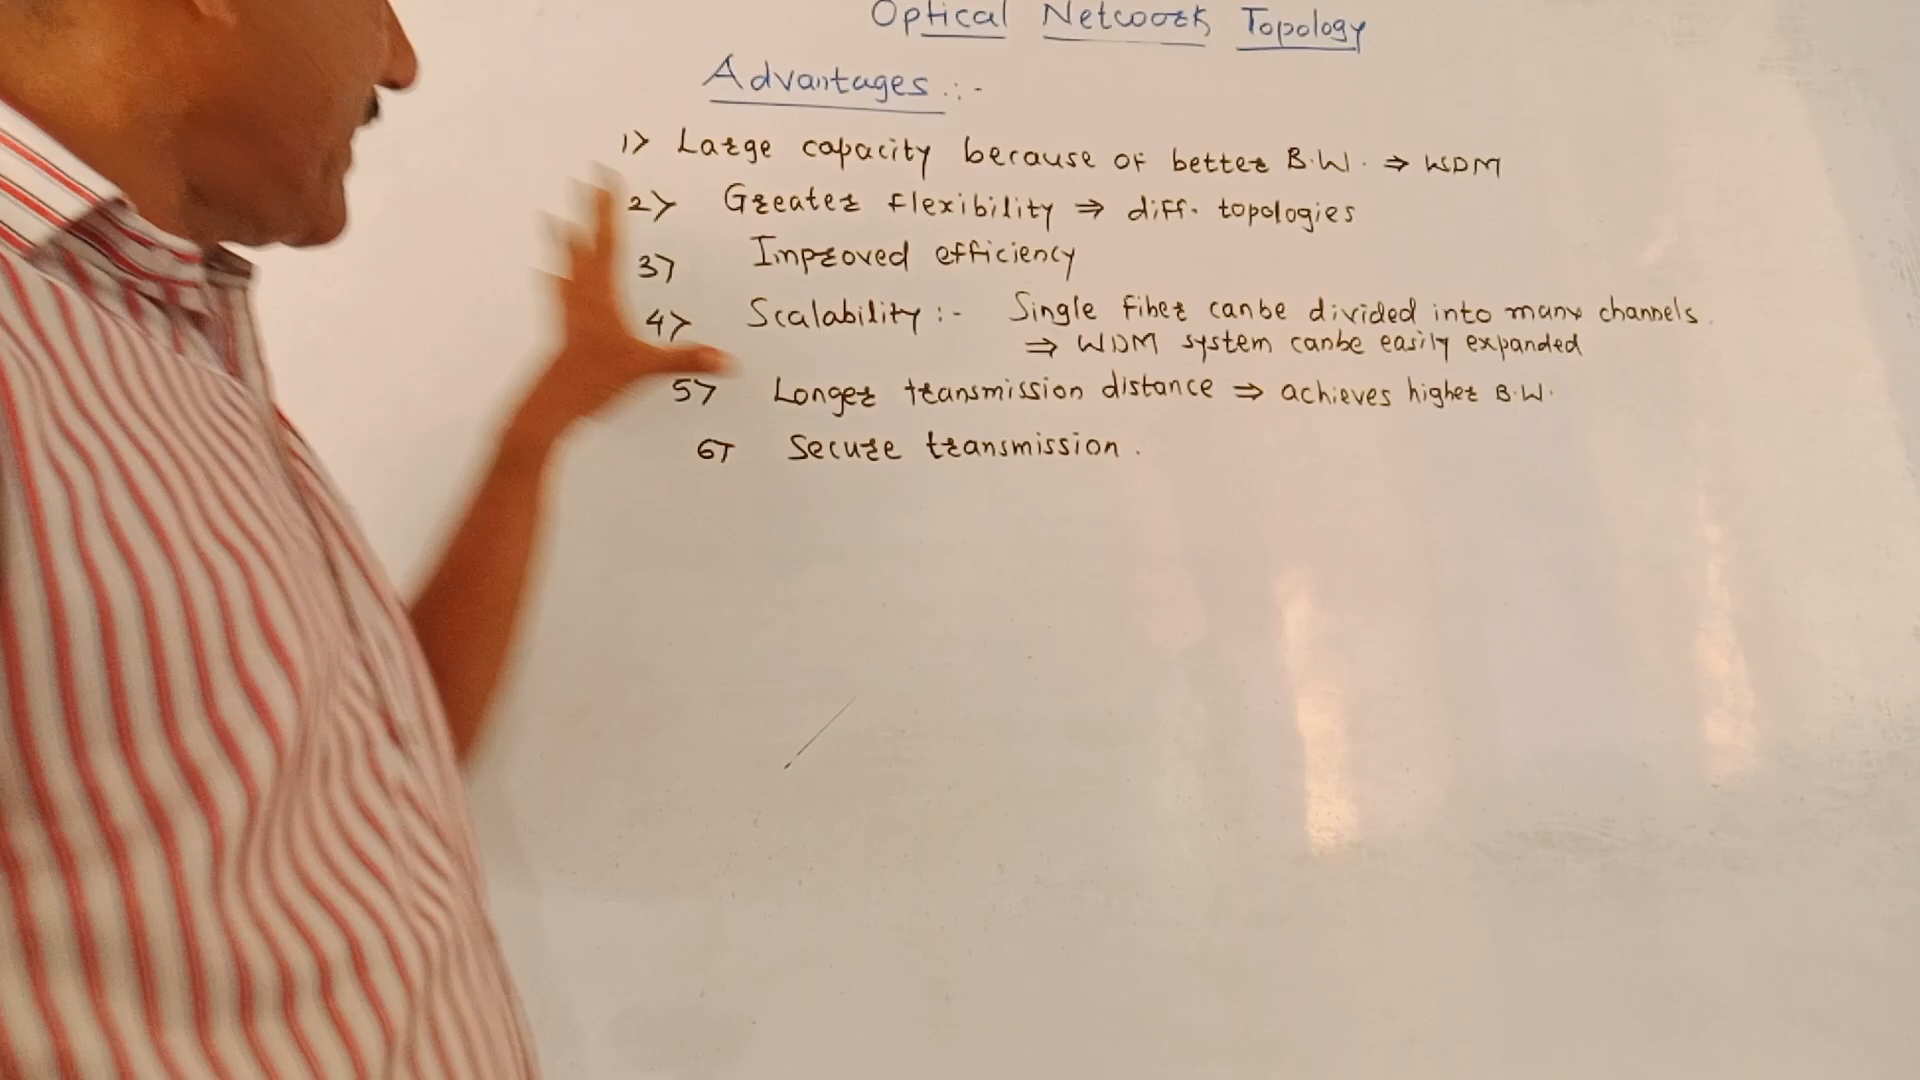 Optical Network Topology
Advantages :-
1> Large capacity because of better B.W. ⇒ WDM
2> Greater flexibility ⇒ diff. topologies
3> Improved efficiency
4> Scalability :- Single fiber canbe divided into many channels.
⇒ WDM system canbe easily expanded
5> Longer transmission distance ⇒ achieves higher B.W.
6> Secure transmission.